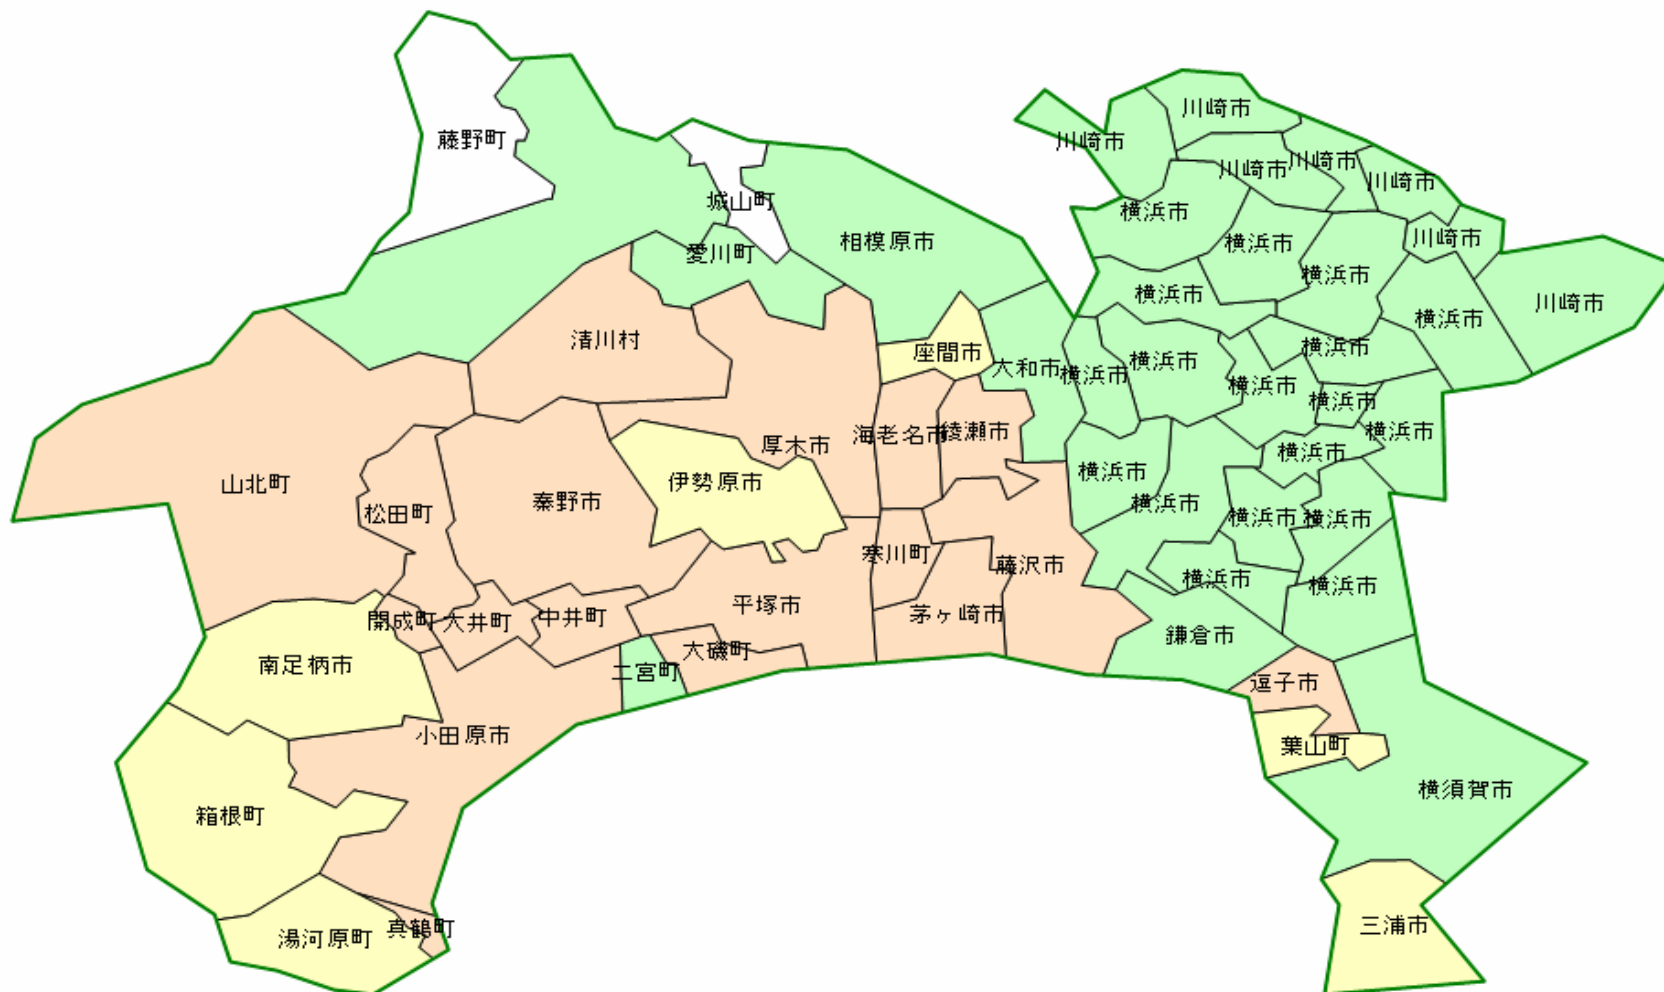 川崎市
藤野町
川崎市
川崎市
川崎市
川崎市
川崎市
城山町
横浜市
相模原市
横浜市
川崎市
愛川町
横浜市
横浜市
川崎市
横浜市
清川村
座間市
横浜市
大和市
横浜市
横浜市
横浜市
横浜市
厚木市
海老名市
綾瀬市
横浜市
横浜市
山北町
伊勢原市
横浜市
松田町
秦野市
横浜市
横浜市
横浜市
寒川町
藤沢市
横浜市
横浜市
平塚市
開成町
大井町
中井町
茅ヶ崎市
鎌倉市
南足柄市
大磯町
二宮町
逗子市
小田原市
葉山町
横須賀市
箱根町
三浦市
真鶴町
湯河原町